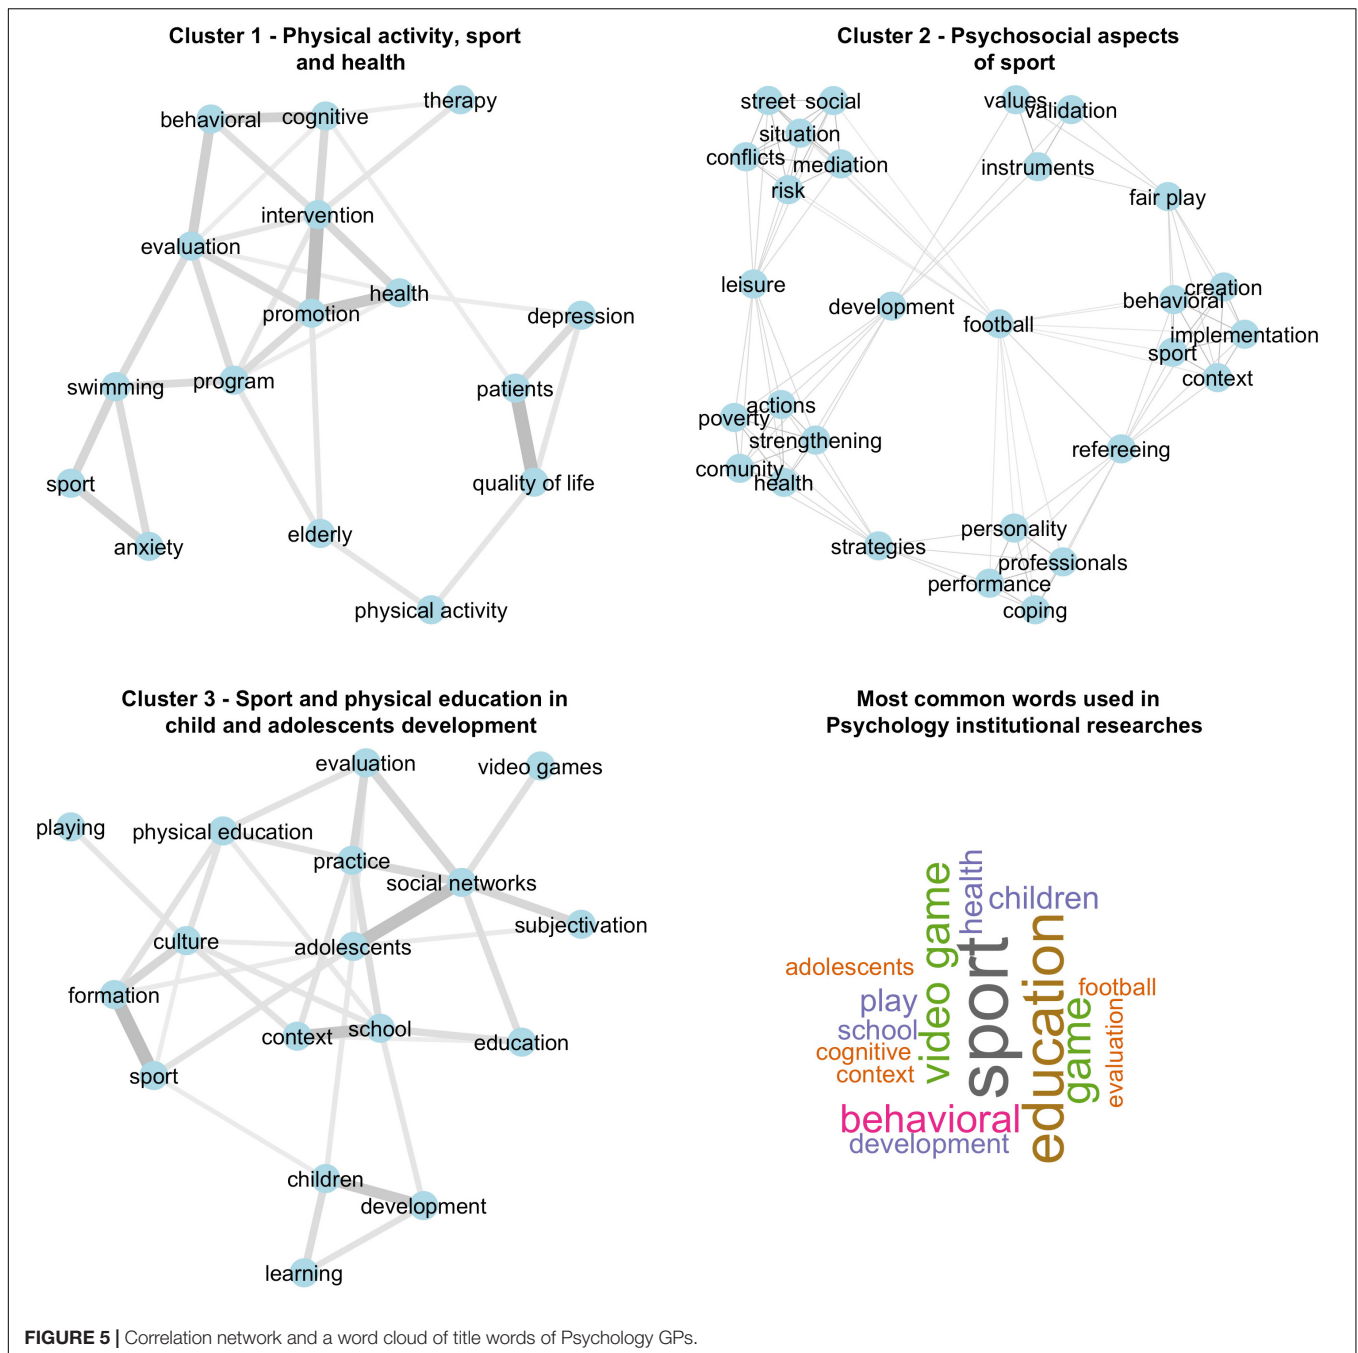 Cluster 1 - Physical activity, sport
and health
therapy
behavioral
cognitive
intervention
evaluation
health
promotion
depression
swimming
program
patients
sport
quality of life
elderly
anxiety
physical activity
Cluster 2 - Psychosocial aspects
of sport
street
social
values
validation
situation
conflicts
mediation
instruments
risk
fair play
leisure
creation
behavioral
development
football
implementation
sport
context
actions
poverty
strengthening
refereeing
comunity
health
personality
strategies
professionals
performance
coping
Cluster 3 - Sport and physical education in
child and adolescents development
evaluation
video games
playing
physical education
practice
social networks
subjectivation
culture
adolescents
formation
context
school
education
sport
children
development
learning
Most common words used in
Psychology institutional researches
health
video game
children
sport
education
adolescents
football
play
game
school
evaluation
cognitive
context
behavioral
development
FIGURE 5 | Correlation network and a word cloud of title words of Psychology GPs.